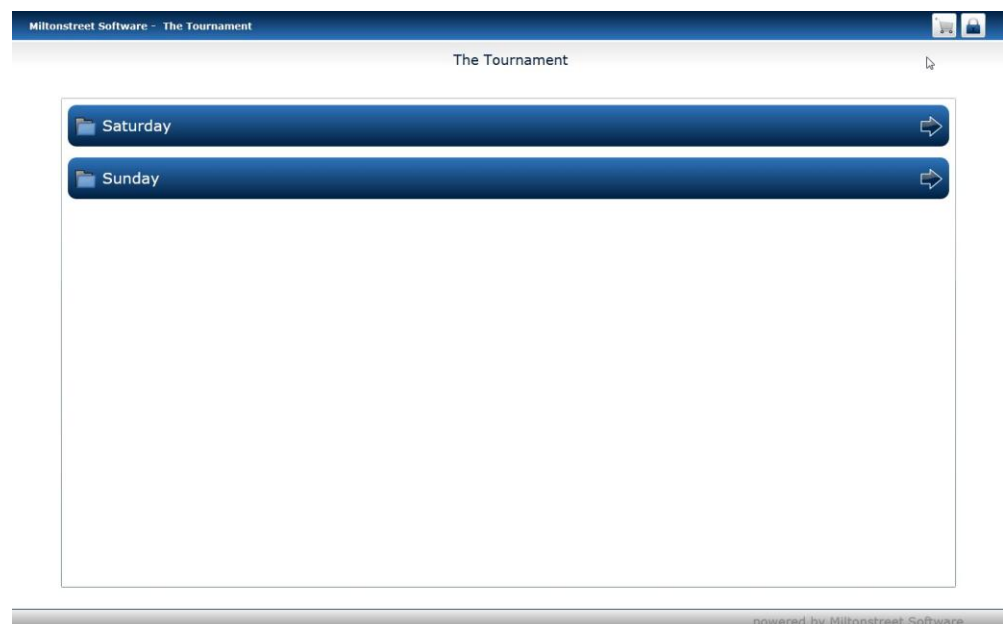 Miltonstreet Software - The Tournament
The Tournament
Saturday
Sunday
powered by Miltonstreet Software